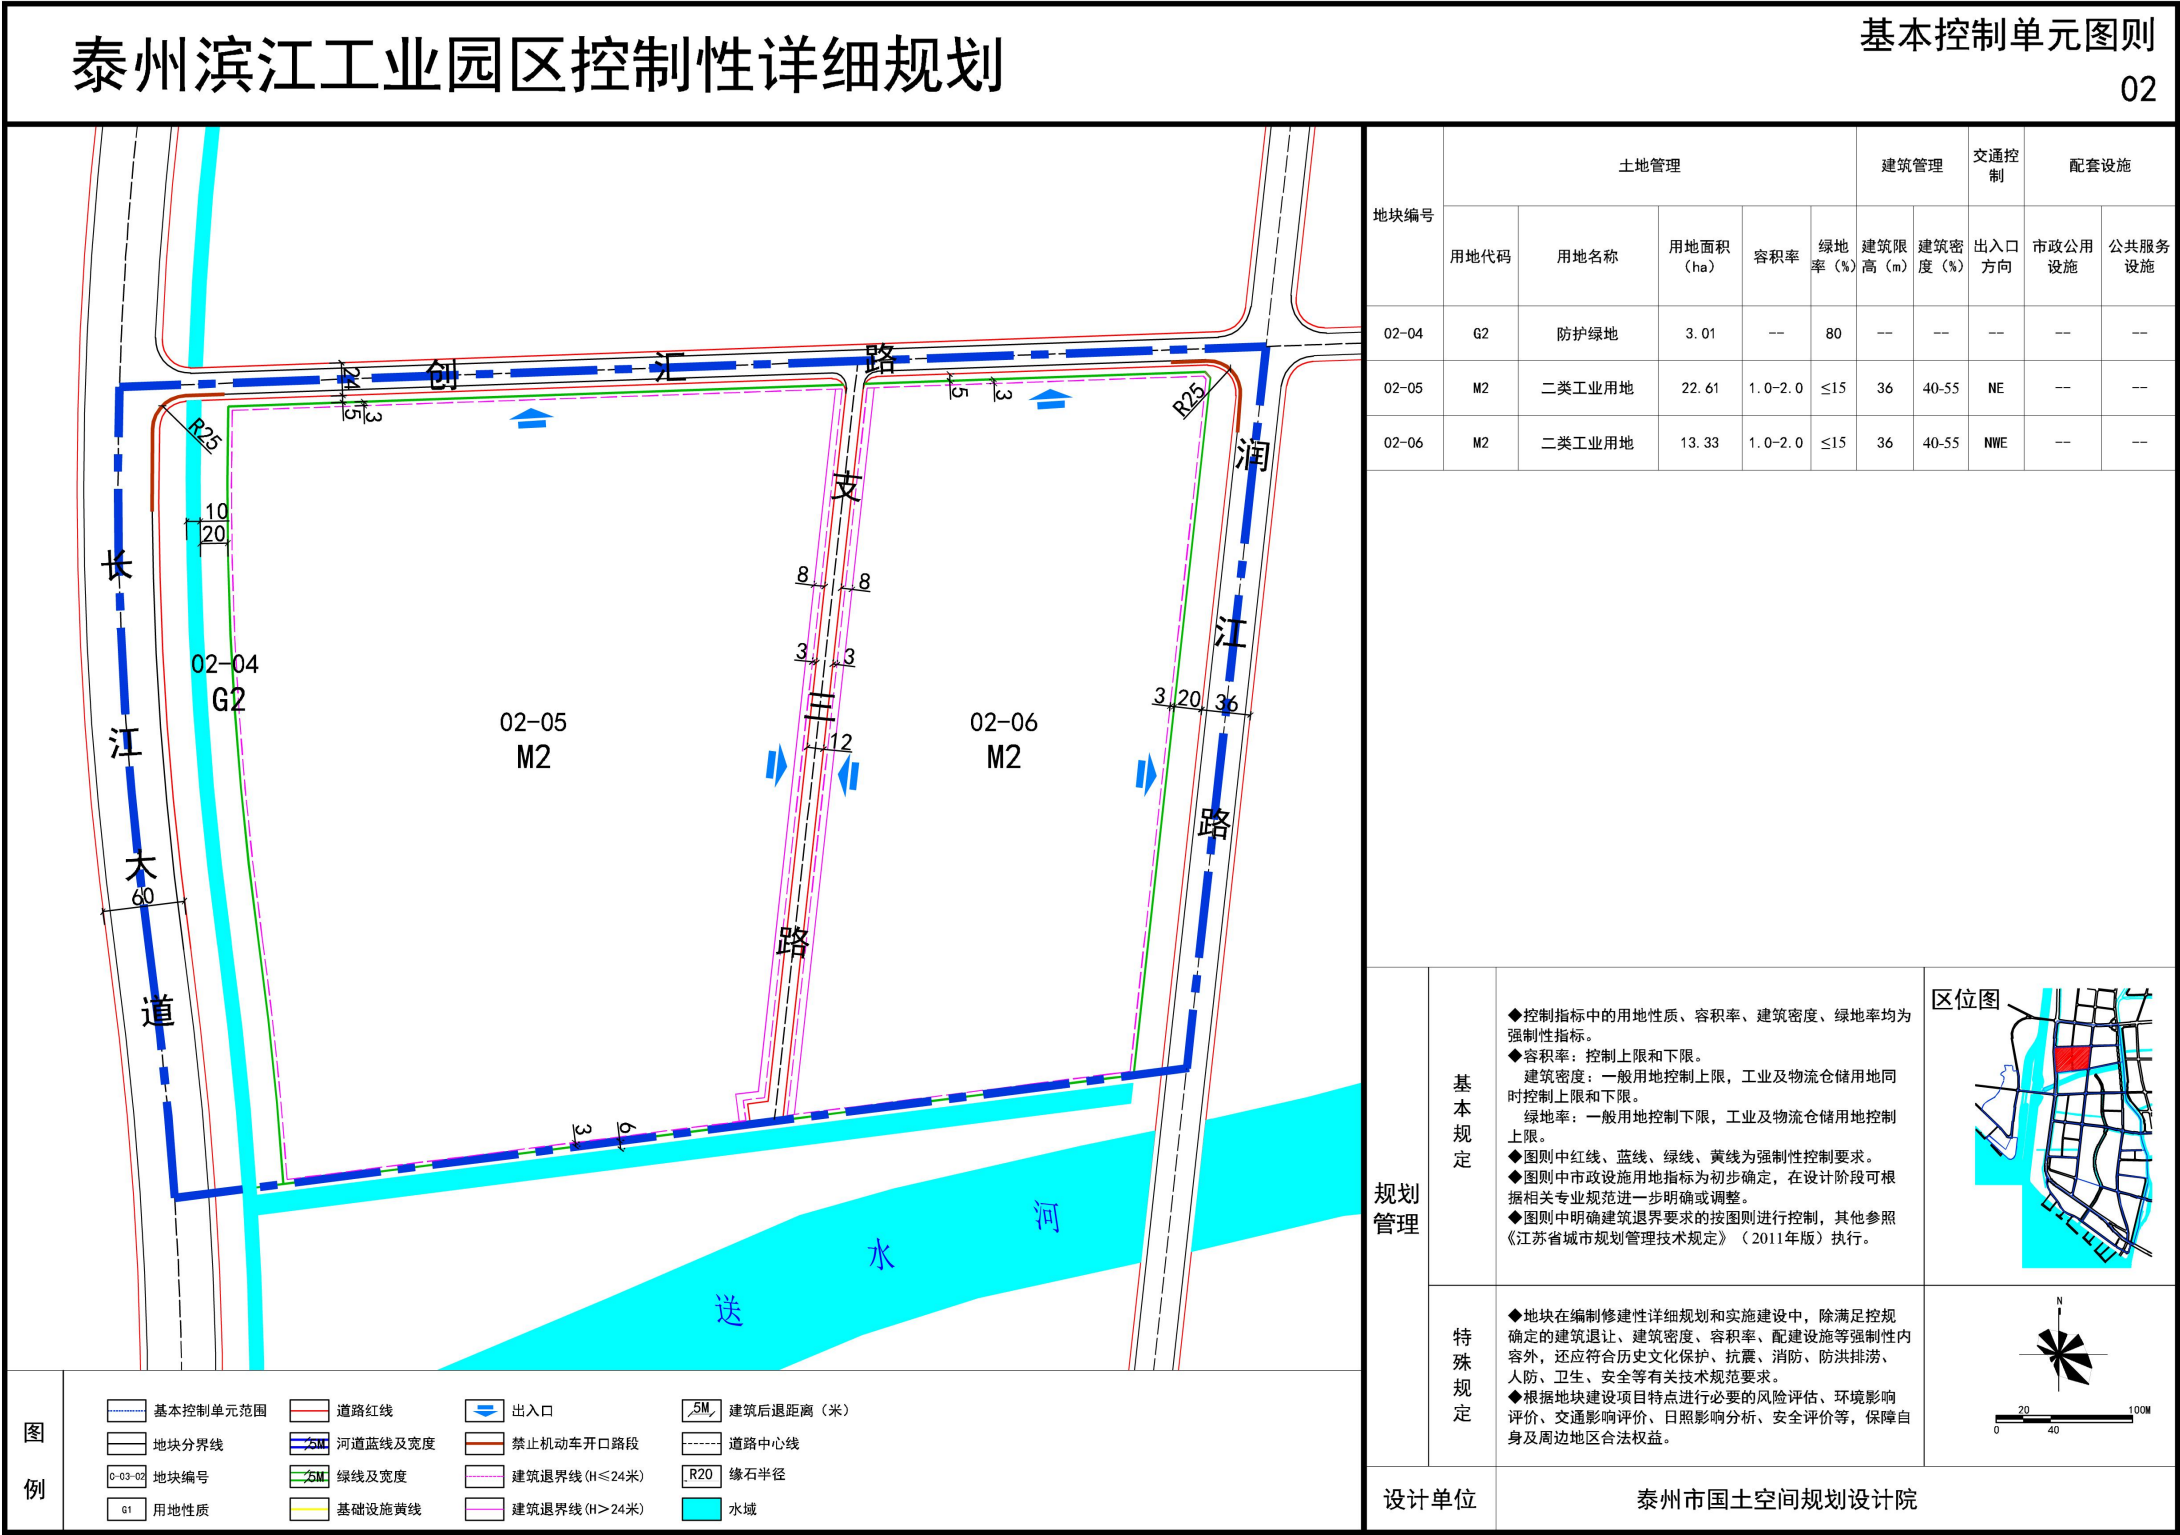 泰州滨江工业园区控制性详细规划
基本控制单元图则
02
创 汇 路
24
5
3
5
3
R25
R25
润 江 路
支 三 路
长 江 大 道
10
20
8
8
3
3
12
3
20
36
60
3
6
02-04
G2
02-05
M2
02-06
M2
送 水 河
地块编号 土地管理 建筑管理 交通控制 配套设施
用地代码 用地名称 用地面积(ha) 容积率 绿地率(%) 建筑限高(m) 建筑密度(%) 出入口方向 市政公用设施 公共服务设施
02-04 G2 防护绿地 3.01 -- 80 -- -- -- -- --
02-05 M2 二类工业用地 22.61 1.0-2.0 ≤15 36 40-55 NE -- --
02-06 M2 二类工业用地 13.33 1.0-2.0 ≤15 36 40-55 NWE -- --
规划管理
基本规定
◆控制指标中的用地性质、容积率、建筑密度、绿地率均为
强制性指标。
◆容积率：控制上限和下限。
建筑密度：一般用地控制上限，工业及物流仓储用地同
时控制上限和下限。
绿地率：一般用地控制下限，工业及物流仓储用地控制
上限。
◆图则中红线、蓝线、绿线、黄线为强制性控制要求。
◆图则中市政设施用地指标为初步确定，在设计阶段可根
据相关专业规范进一步明确或调整。
◆图则中明确建筑退界要求的按图则进行控制，其他参照
《江苏省城市规划管理技术规定》（2011年版）执行。
区位图
特殊规定
◆地块在编制修建性详细规划和实施建设中，除满足控规
确定的建筑退让、建筑密度、容积率、配建设施等强制性内
容外，还应符合历史文化保护、抗震、消防、防洪排涝、
人防、卫生、安全等有关技术规范要求。
◆根据地块建设项目特点进行必要的风险评估、环境影响
评价、交通影响评价、日照影响分析、安全评价等，保障自
身及周边地区合法权益。
N
20
100M
0
40
设计单位
泰州市国土空间规划设计院
图例
基本控制单元范围
道路红线
出入口
5M 建筑后退距离（米）
地块分界线
5M 河道蓝线及宽度
禁止机动车开口路段
道路中心线
C-03-02 地块编号
5M 绿线及宽度
建筑退界线(H≤24米)
R20 缘石半径
G1 用地性质
基础设施黄线
建筑退界线(H>24米)
水域